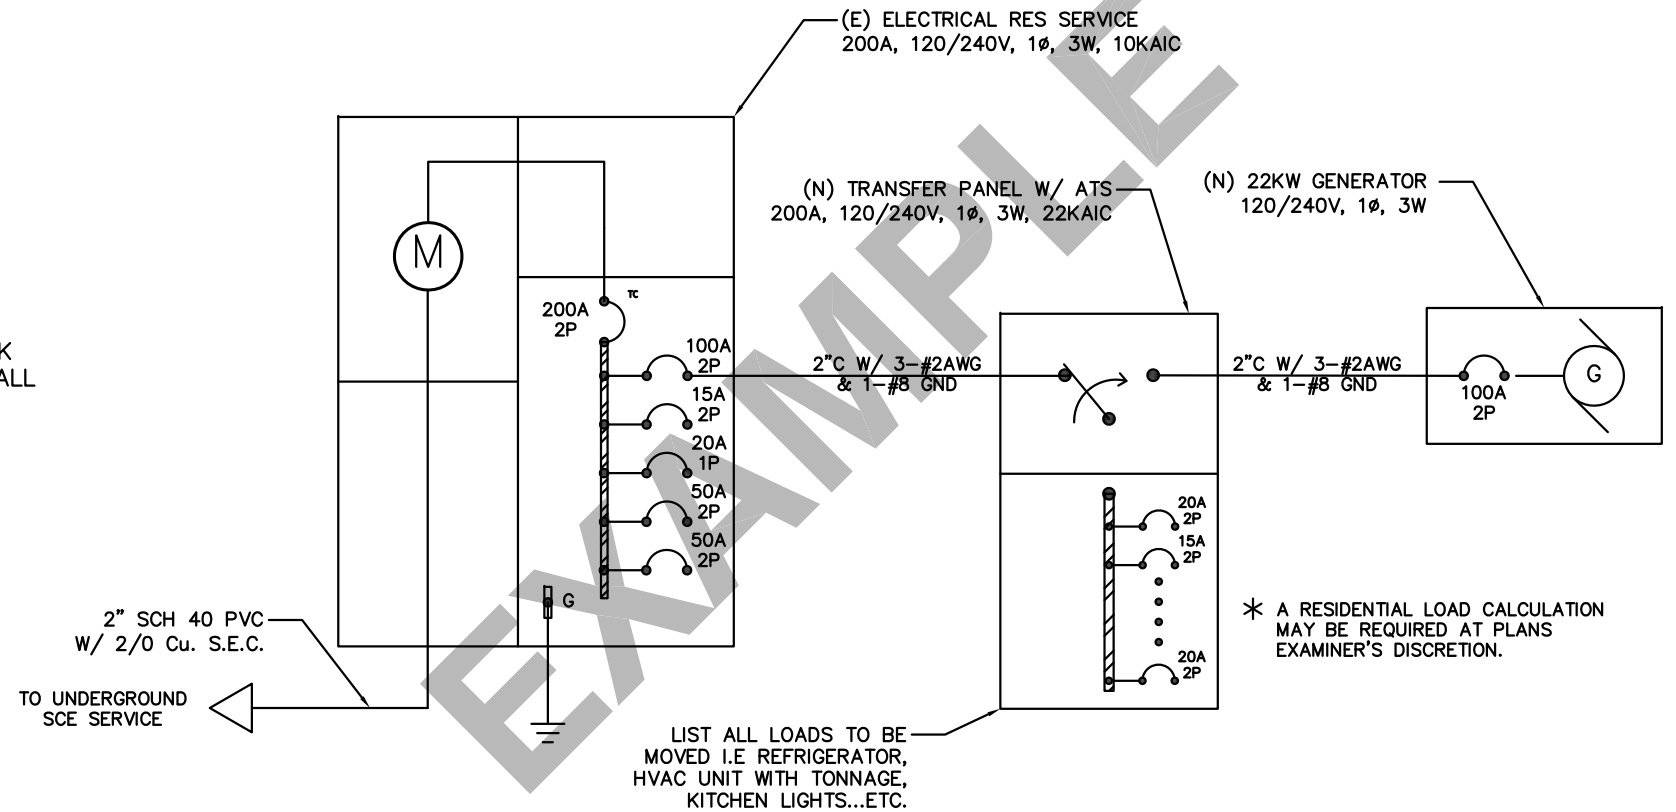 (E) ELECTRICAL RES SERVICE
200A, 120/240V, 1ø, 3W, 10KAIC
(N) TRANSFER PANEL W/ ATS
200A, 120/240V, 1ø, 3W, 22KAIC
(N) 22KW GENERATOR
120/240V, 1ø, 3W
M
200A
2P
TC
100A
2P
15A
2P
20A
1P
50A
2P
50A
2P
G
2"C W/ 3-#2AWG
& 1-#8 GND
2"C W/ 3-#2AWG
& 1-#8 GND
100A
2P
G
K
ALL
20A
2P
15A
2P
20A
2P
2" SCH 40 PVC
W/ 2/0 Cu. S.E.C.
TO UNDERGROUND
SCE SERVICE
* A RESIDENTIAL LOAD CALCULATION
MAY BE REQUIRED AT PLANS
EXAMINER'S DISCRETION.
LIST ALL LOADS TO BE
MOVED I.E REFRIGERATOR,
HVAC UNIT WITH TONNAGE,
KITCHEN LIGHTS...ETC.
EXAMPLE